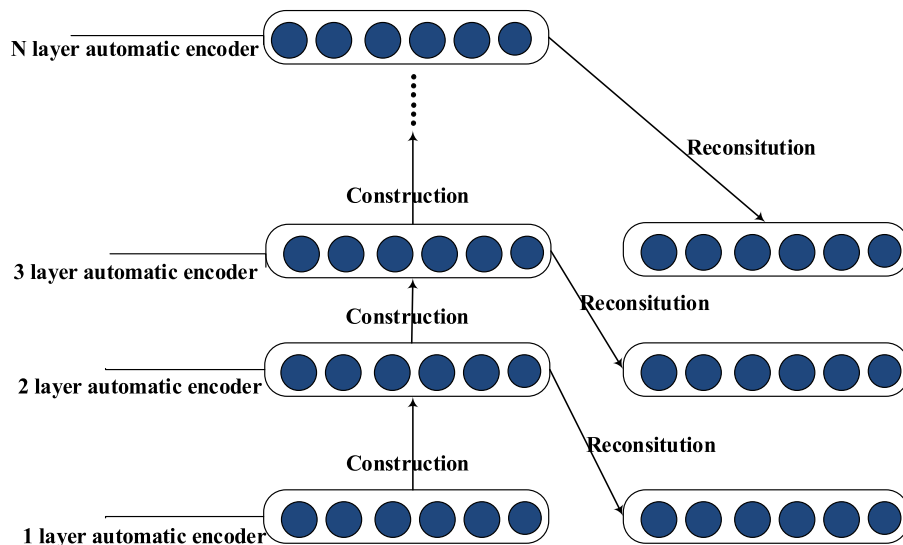 N layer automatic encoder
Reconsitution
Construction
3 layer automatic encoder
Reconsitution
Construction
2 layer automatic encoder
Reconsitution
Construction
1 layer automatic encoder